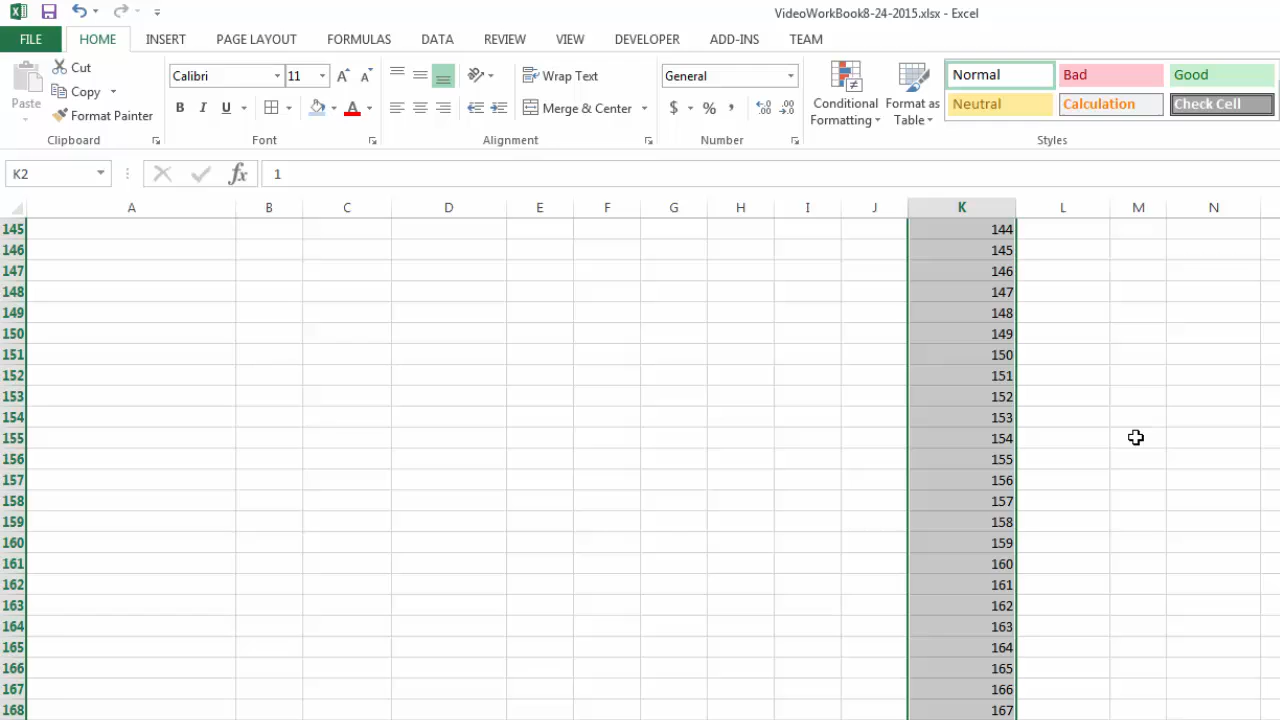 VideoWorkBook8-24-2015.xlsx - Excel
FILE HOME INSERT PAGE LAYOUT FORMULAS DATA REVIEW VIEW DEVELOPER ADD-INS TEAM
Paste
Cut
Copy
Format Painter
Clipboard
Calibri 11
B I U
Font
Wrap Text
Merge & Center
Alignment
General
$ % ,
Number
Conditional Formatting
Format as Table
Normal Bad Good
Neutral Calculation Check Cell
Styles
K2 fx 1
A B C D E F G H I J K L M N
145 144
146 145
147 146
148 147
149 148
150 149
151 150
152 151
153 152
154 153
155 154
156 155
157 156
158 157
159 158
160 159
161 160
162 161
163 162
164 163
165 164
166 165
167 166
168 167